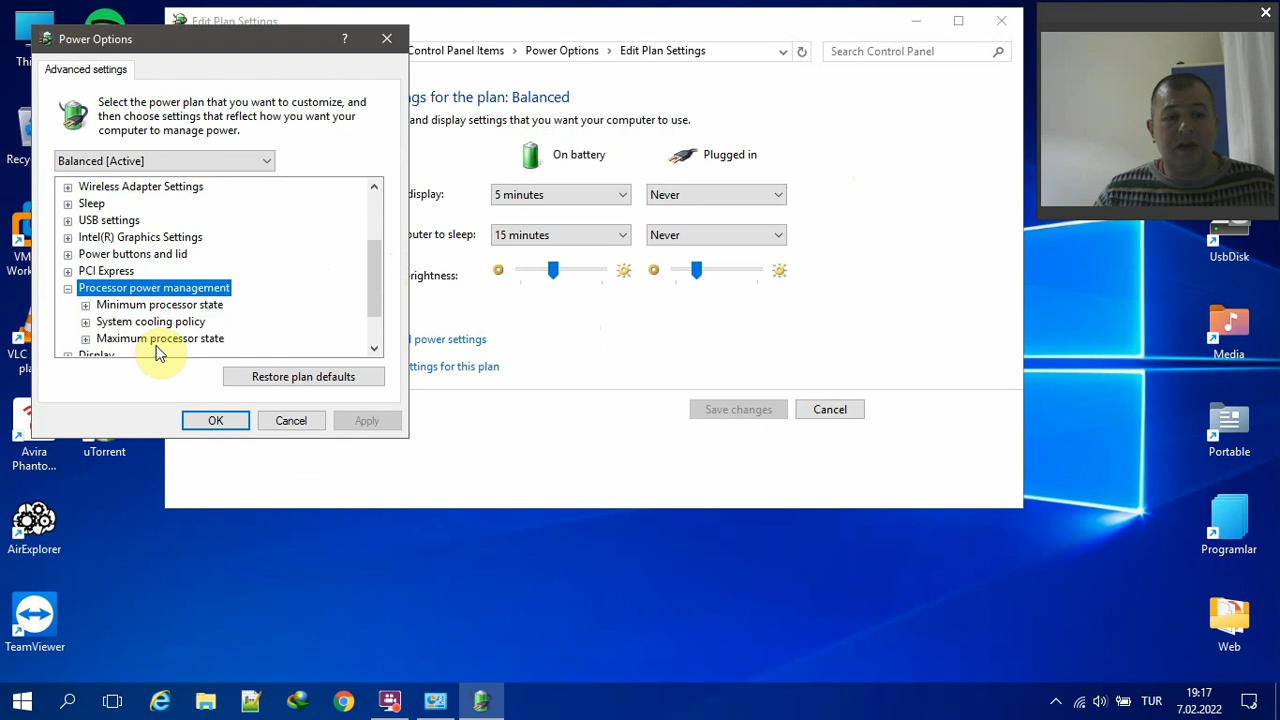 Edit Plan Settings
Control Panel Items > Power Options > Edit Plan Settings
Search Control Panel
Power Options
Advanced settings
Select the power plan that you want to customize, and
then choose settings that reflect how you want your
computer to manage power.
Balanced [Active]
Wireless Adapter Settings
Sleep
USB settings
Intel(R) Graphics Settings
Power buttons and lid
PCI Express
Processor power management
Minimum processor state
System cooling policy
Maximum processor state
Display
Restore plan defaults
OK
Cancel
Apply
ngs for the plan: Balanced
and display settings that you want your computer to use.
On battery
Plugged in
display:
5 minutes
Never
puter to sleep:
15 minutes
Never
brightness:
d power settings
ettings for this plan
Save changes
Cancel
Avira
Phanto...
uTorrent
AirExplorer
TeamViewer
UsbDisk
Media
Portable
Programlar
Web
TUR
19:17
7.02.2022